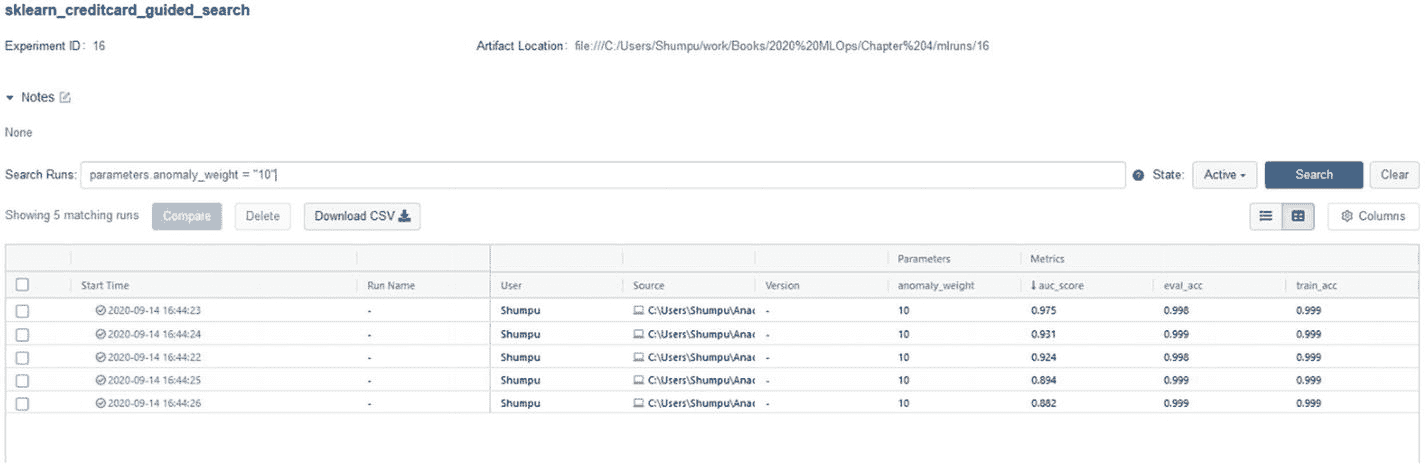 sklearn_creditcard_guided_search
Experiment ID: 16 Artifact Location: file:///C:/Users/Shumpu/work/Books/2020%20MLOps/Chapter%204/mlruns/16
Notes
None
Search Runs: parameters.anomaly_weight = "10" State: Active Search Clear
Showing 5 matching runs Compare Delete Download CSV Columns
Parameters Metrics
Start Time Run Name User Source Version anomaly_weight ↓ auc_score eval_acc train_acc
2020-09-14 16:44:23 - Shumpu C:\Users\Shumpu\Anac - 10 0.975 0.998 0.999
2020-09-14 16:44:24 - Shumpu C:\Users\Shumpu\Anac - 10 0.931 0.999 0.999
2020-09-14 16:44:22 - Shumpu C:\Users\Shumpu\Anac - 10 0.924 0.998 0.999
2020-09-14 16:44:25 - Shumpu C:\Users\Shumpu\Anac - 10 0.894 0.999 0.999
2020-09-14 16:44:26 - Shumpu C:\Users\Shumpu\Anac - 10 0.882 0.999 0.999